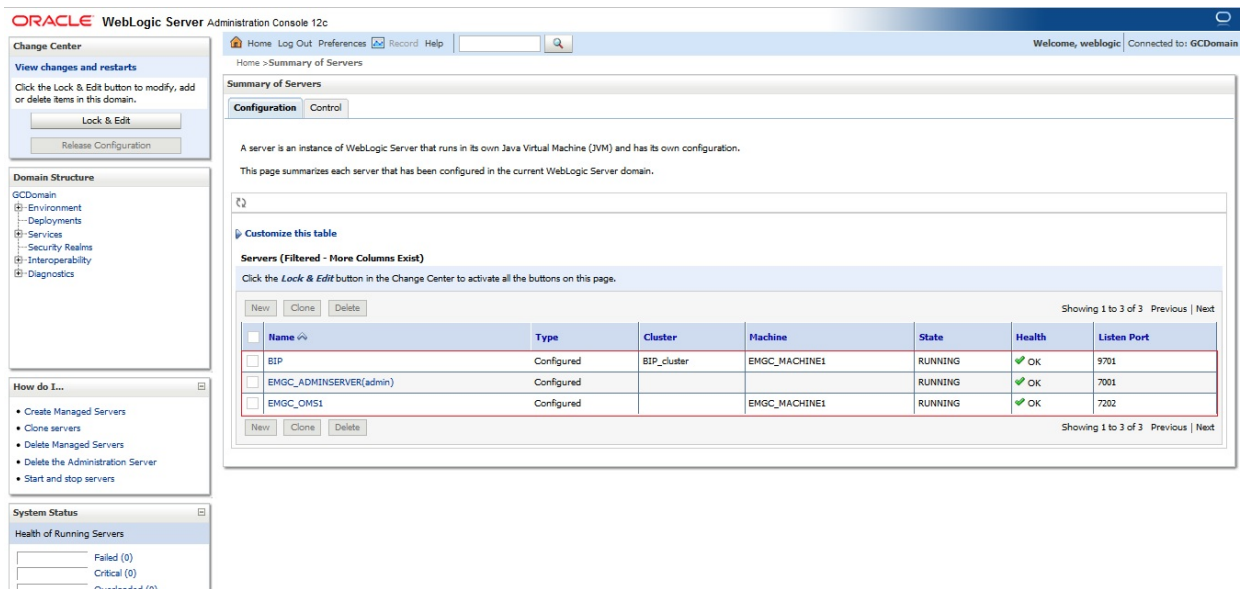 ORACLE WebLogic Server Administration Console 12c
Change Center
View changes and restarts
Click the Lock & Edit button to modify, add
or delete items in this domain.
Lock & Edit
Release Configuration
Domain Structure
GCDomain
Environment
Deployments
Services
Security Realms
Interoperability
Diagnostics
How do I...
Create Managed Servers
Clone servers
Delete Managed Servers
Delete the Administration Server
Start and stop servers
System Status
Health of Running Servers
Failed (0)
Critical (0)
Overloaded (0)
Home Log Out Preferences Record Help
Welcome, weblogic Connected to: GCDomain
Home >Summary of Servers
Summary of Servers
Configuration Control
A server is an instance of WebLogic Server that runs in its own Java Virtual Machine (JVM) and has its own configuration.
This page summarizes each server that has been configured in the current WebLogic Server domain.
Customize this table
Servers (Filtered - More Columns Exist)
Click the Lock & Edit button in the Change Center to activate all the buttons on this page.
New Clone Delete Showing 1 to 3 of 3 Previous | Next
Name Type Cluster Machine State Health Listen Port
BIP Configured BIP_cluster EMGC_MACHINE1 RUNNING OK 9701
EMGC_ADMINSERVER(admin) Configured RUNNING OK 7001
EMGC_OMS1 Configured EMGC_MACHINE1 RUNNING OK 7202
New Clone Delete Showing 1 to 3 of 3 Previous | Next